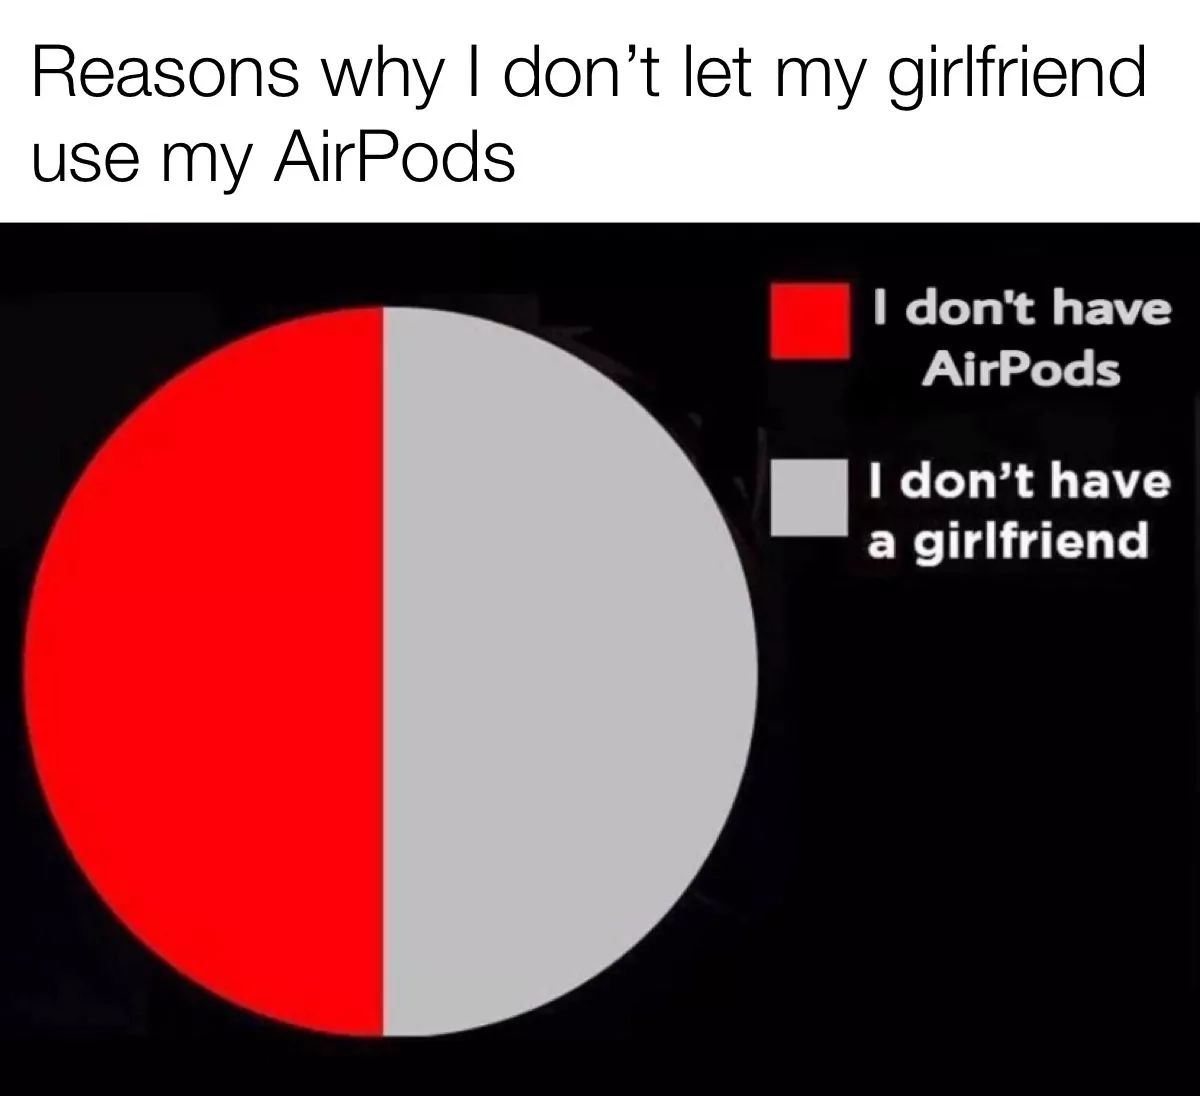 Reasons why I don’t let my girlfriend
use my AirPods
I don't have
AirPods
I don’t have
a girlfriend